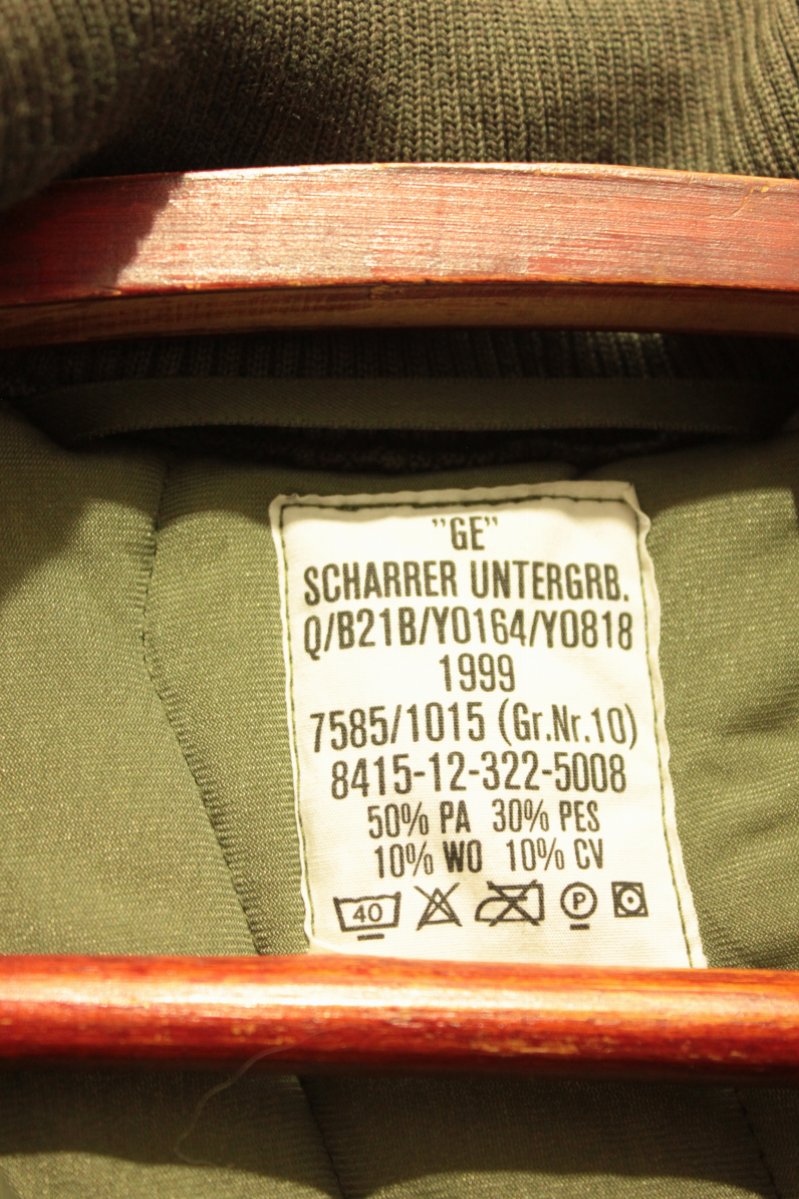 "GE"
SCHARRER UNTERGRB.
Q/B21B/Y0164/Y0818
1999
7585/1015 (Gr.Nr.10)
8415-12-322-5008
50% PA 30% PES
10% WO 10% CV
40 P